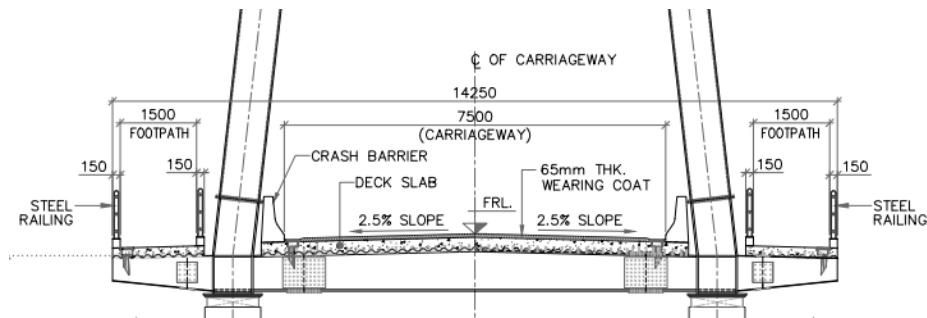 ℄ OF CARRIAGEWAY
14250
1500
FOOTPATH
7500
(CARRIAGEWAY)
1500
FOOTPATH
150
150
150
150
CRASH BARRIER
DECK SLAB
65mm THK.
WEARING COAT
STEEL
RAILING
FRL.
STEEL
RAILING
2.5% SLOPE
2.5% SLOPE